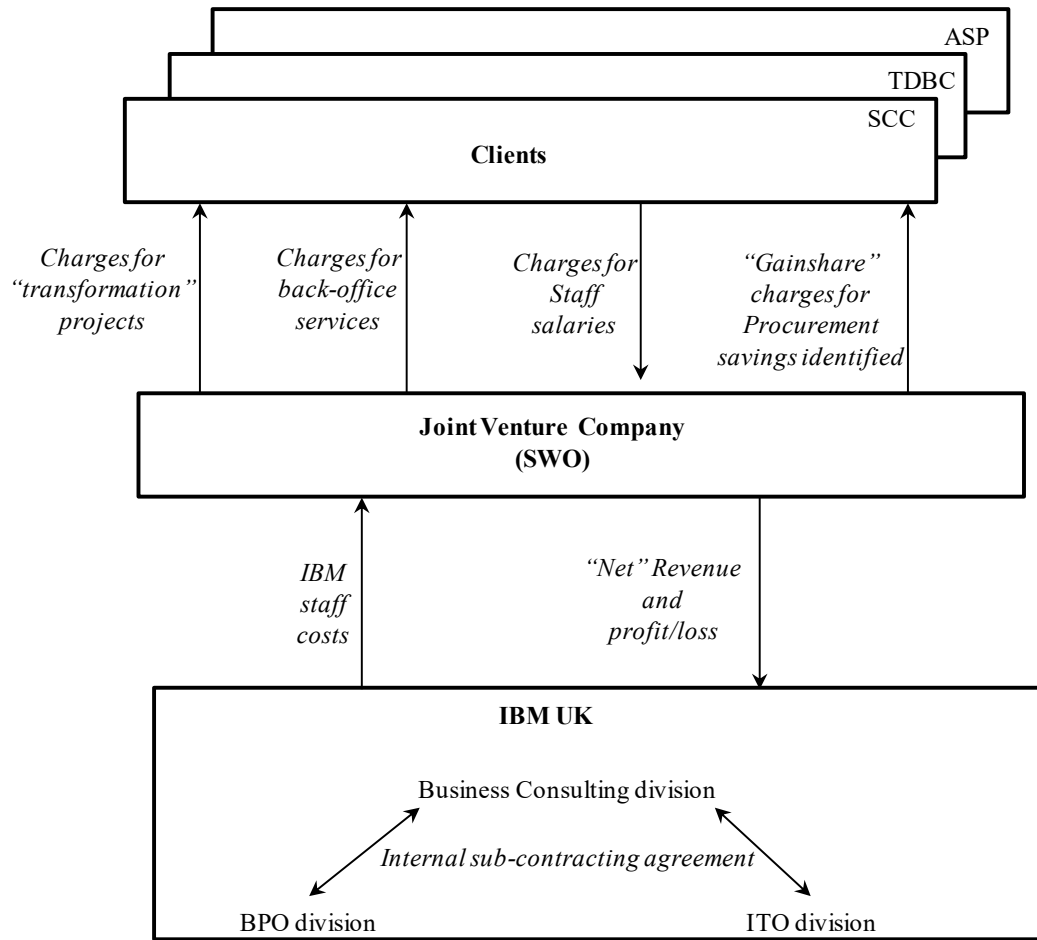 ASP
TDBC
SCC
Clients
Charges for
“transformation”
projects
Charges for
back-office
services
Charges for
Staff
salaries
“Gainshare”
charges for
Procurement
savings identified
Joint Venture Company
(SWO)
IBM
staff
costs
“Net” Revenue
and
profit/loss
IBM UK
Business Consulting division
Internal sub-contracting agreement
BPO division
ITO division